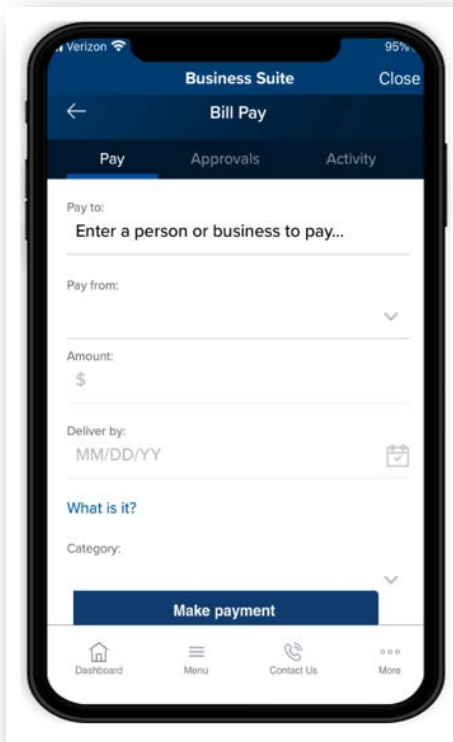 Verizon 95%
Business Suite Close
Bill Pay
Pay Approvals Activity
Pay to:
Enter a person or business to pay...
Pay from:
Amount:
$
Deliver by:
MM/DD/YY
What is it?
Category:
Make payment
Dashboard Menu Contact Us More